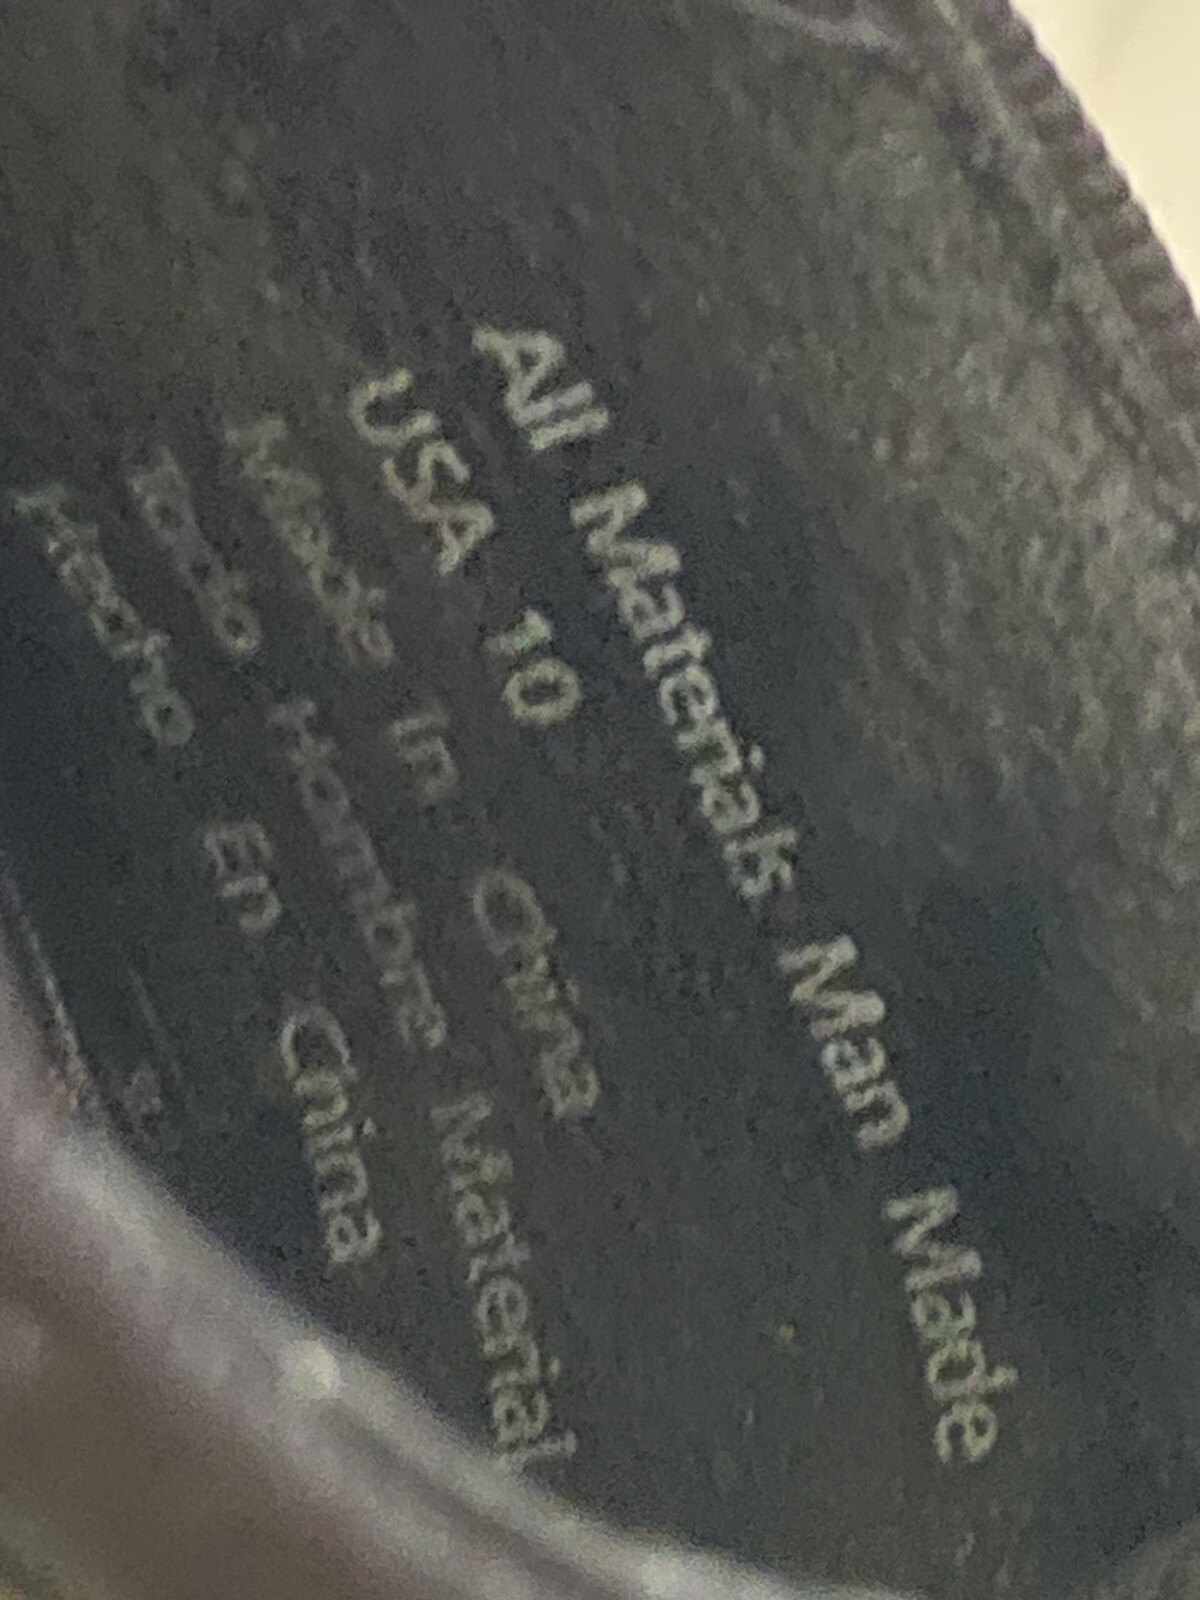 All Materials Man Made
USA 10
Made In China
Todo Hombre Material
Hecho En China